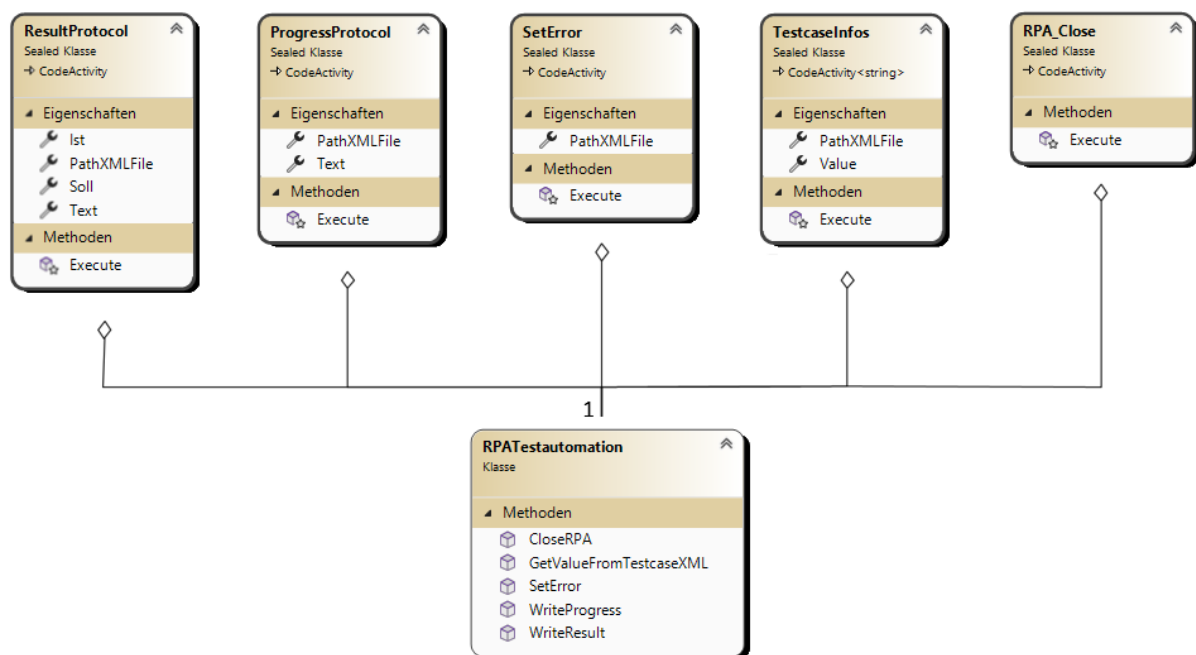 ResultProtocol
Sealed Klasse
CodeActivity
Eigenschaften
Ist
PathXMLFile
Soll
Text
Methoden
Execute
ProgressProtocol
Sealed Klasse
CodeActivity
Eigenschaften
PathXMLFile
Text
Methoden
Execute
SetError
Sealed Klasse
CodeActivity
Eigenschaften
PathXMLFile
Methoden
Execute
TestcaseInfos
Sealed Klasse
CodeActivity<string>
Eigenschaften
PathXMLFile
Value
Methoden
Execute
RPA_Close
Sealed Klasse
CodeActivity
Methoden
Execute
1
RPATestautomation
Klasse
Methoden
CloseRPA
GetValueFromTestcaseXML
SetError
WriteProgress
WriteResult